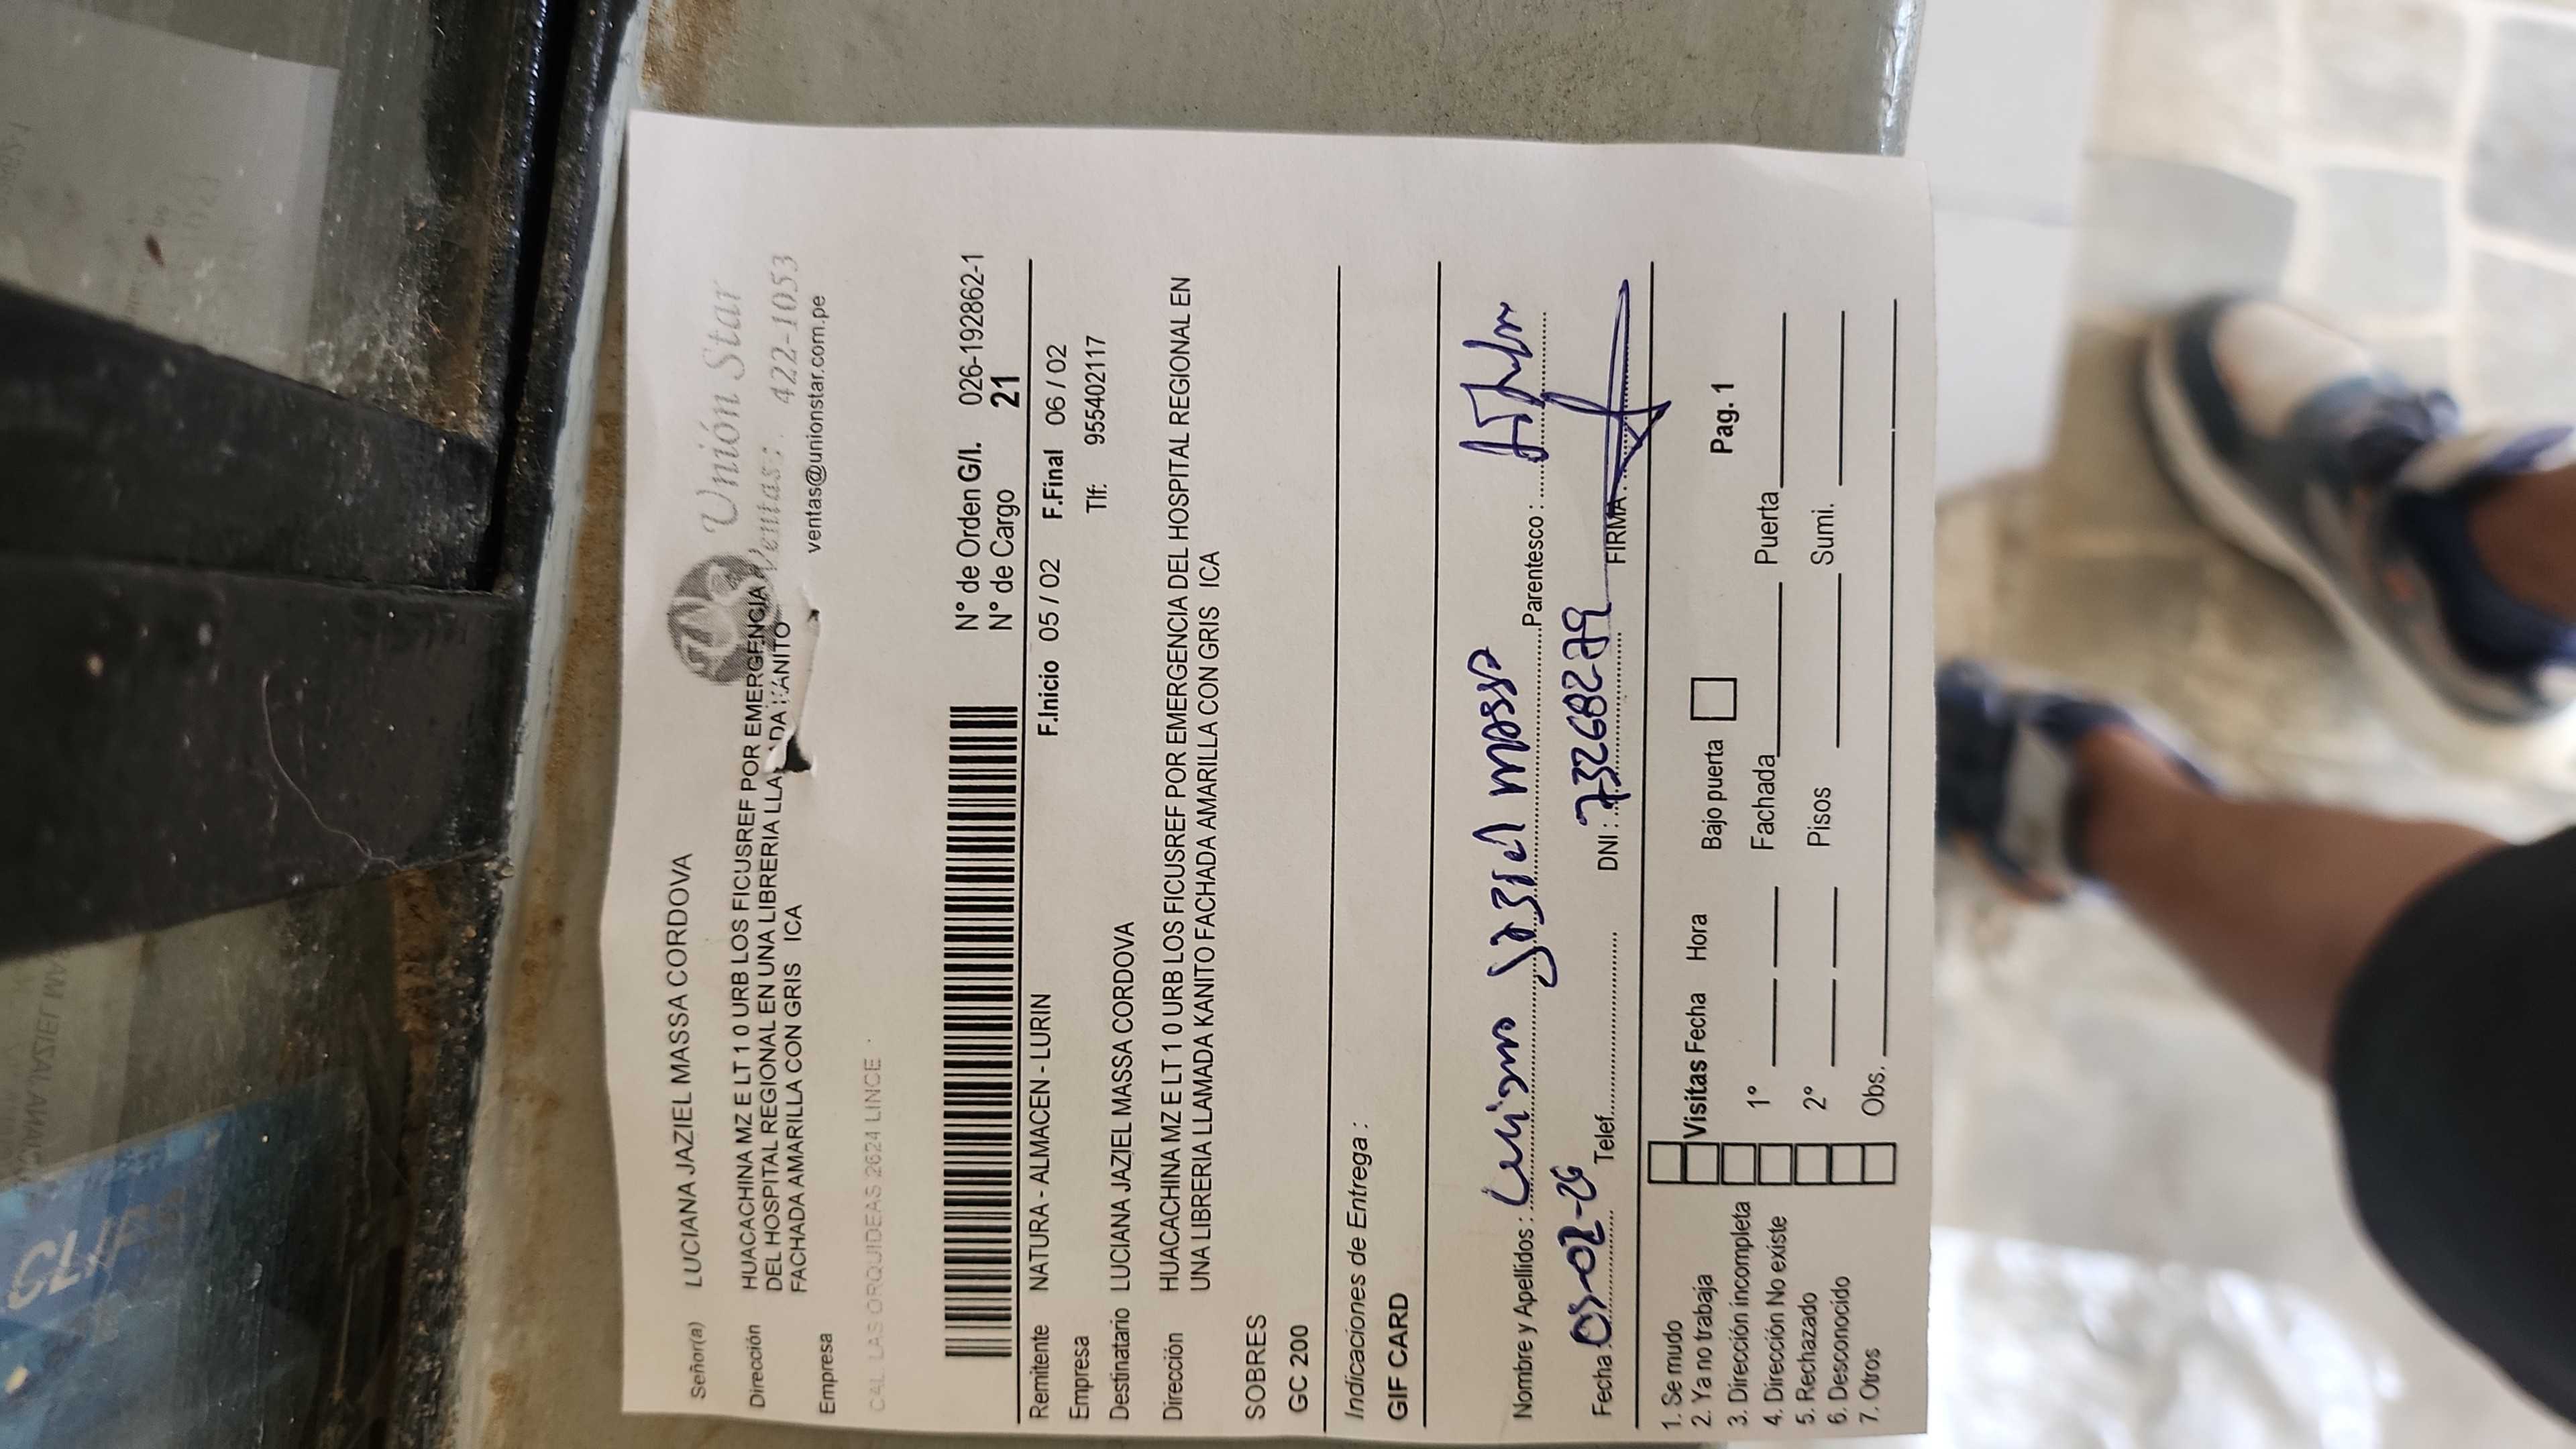 Unión Star
Ventas: 422-1053
ventas@unionstar.com.pe
Señor(a) LUCIANA JAZIEL MASSA CORDOVA
Dirección HUACACHINA MZ E LT 1 0 URB LOS FICUSREF POR EMERGENCIA
DEL HOSPITAL REGIONAL EN UNA LIBRERIA LLA DA KANITO
FACHADA AMARILLA CON GRIS ICA
Empresa
CAL. LAS ORQUIDEAS 2624 LINCE
N° de Orden G/I. 026-192862-1
N° de Cargo 21
Remitente NATURA - ALMACEN - LURIN F.Inicio 05 / 02 F.Final 06 / 02
Empresa Tlf: 955402117
Destinatario LUCIANA JAZIEL MASSA CORDOVA
Dirección HUACACHINA MZ E LT 1 0 URB LOS FICUSREF POR EMERGENCIA DEL HOSPITAL REGIONAL EN
UNA LIBRERIA LLAMADA KANITO FACHADA AMARILLA CON GRIS ICA
SOBRES
GC 200
Indicaciones de Entrega :
GIF CARD
Nombre y Apellidos : Luciana Jaziel Massa Parentesco :
Fecha : 05-02-26 Telef. DNI : 73268279 FIRMA
1. Se mudo
2. Ya no trabaja Visitas Fecha Hora Bajo puerta Pag. 1
3. Dirección incompleta
4. Dirección No existe 1° Fachada Puerta
5. Rechazado
6. Desconocido 2° Pisos Sumi.
7. Otros Obs.